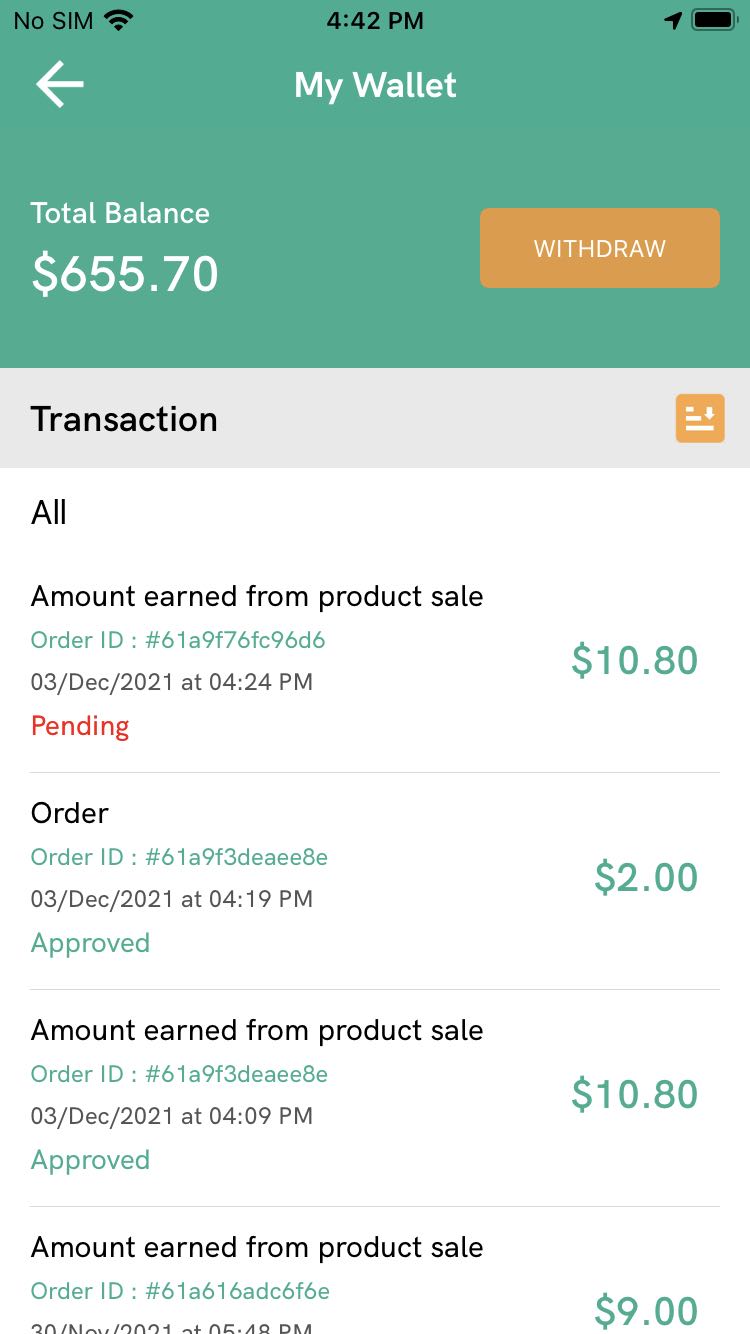 No SIM 4:42 PM
My Wallet
Total Balance
$655.70
WITHDRAW
Transaction
All
Amount earned from product sale
Order ID : #61a9f76fc96d6
$10.80
03/Dec/2021 at 04:24 PM
Pending
Order
Order ID : #61a9f3deaee8e
$2.00
03/Dec/2021 at 04:19 PM
Approved
Amount earned from product sale
Order ID : #61a9f3deaee8e
$10.80
03/Dec/2021 at 04:09 PM
Approved
Amount earned from product sale
Order ID : #61a616adc6f6e
$9.00
30/Nov/2021 at 05:48 PM